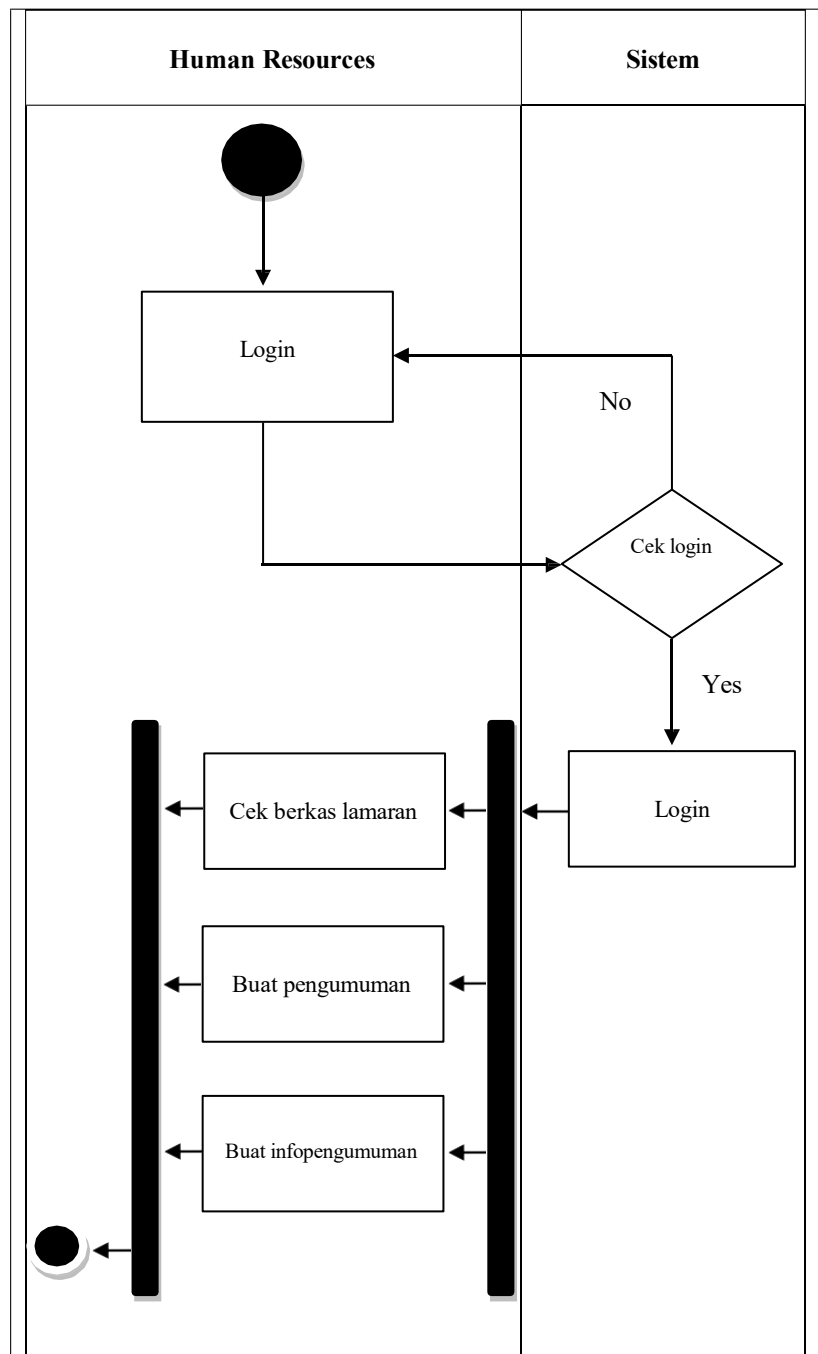 Human Resources
Sistem
Login
No
Cek login
Yes
Cek berkas lamaran
Login
Buat pengumuman
Buat infopengumuman